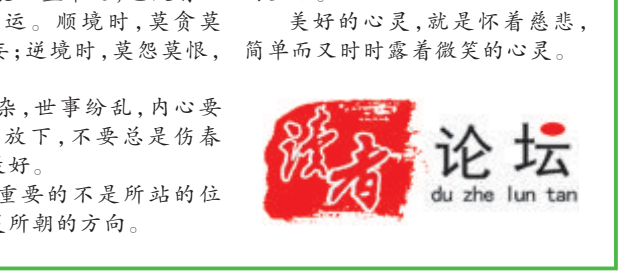 运。顺境时,莫贪莫
;逆境时,莫怨莫恨,
杂,世事纷乱,内心要
放下,不要总是伤春
好。
重要的不是所站的位
所朝的方向。
美好的心灵,就是怀着慈悲,
简单而又时时露着微笑的心灵。
读者 论坛
du zhe lun tan